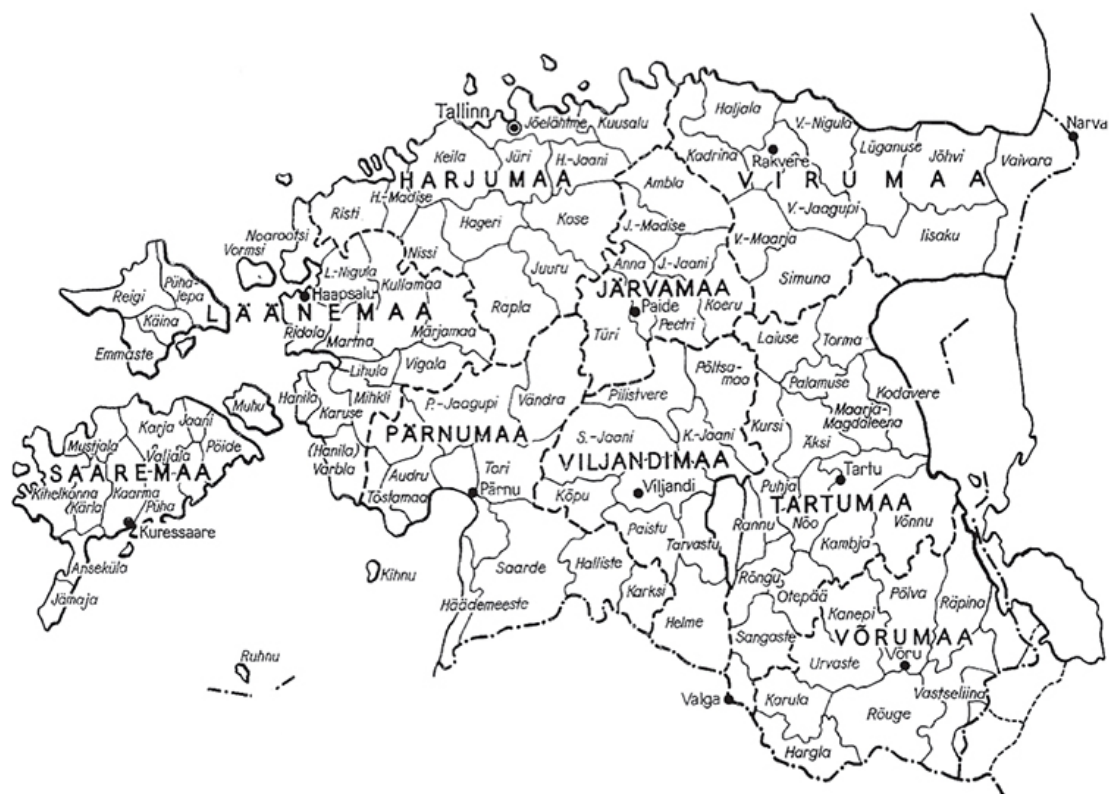 Haljala
Tallinn
Jõelähtme
Kuusalu
V.-Nigula
Narva
Keila
Jüri
H.-Jaani
Kadrina
Rakvere
Lüganuse
Jõhvi
Vaivara
HARJUMAA
Ambla
VIRUMAA
H.-Madise
Risti
Hageri
Kose
V.-Jaagupi
J.-Madise
Noarootsi
Vormsi
Nissi
V.-Maarja
Iisaku
L.-Nigula
Juuru
Anna
J.-Jaani
Simuna
Pühalepa
Reigi
Kullamaa
JÄRVAMAA
Haapsalu
Rapla
Paide
Koeru
Käina
LÄÄNEMAA
Peetri
Ridala
Martna
Märjamaa
Türi
Laiuse
Torma
Emmaste
Lihula
Vigala
Põltsamaa
Palamuse
Kodavere
Hanila
Mihkli
Karuse
P.-Jaagupi
Vändra
Pilistvere
Muhu
Maarja-
Magdaleena
Karja
Jaani
Kursi
PÄRNUMAA
S.-Jaani
K.-Jaani
Äksi
Mustjala
Valjala
Pöide
(Hanila)
Varbla
VILJANDIMAA
SAAREMAA
Audru
Tori
Tartu
Kihelkonna
Kaarma
Tõstamaa
Pärnu
Kõpu
Viljandi
Puhja
TARTUMAA
Kärla
Püha
Kuressaare
Paistu
Rannu
Nõo
Võnnu
Tarvastu
Kambja
Anseküla
Kihnu
Saarde
Halliste
Rõngu
Jämaja
Häädemeeste
Karksi
Otepää
Kanepi
Põlva
Räpina
Helme
Sangaste
VÕRUMAA
Ruhnu
Urvaste
Võru
Valga
Karula
Vastseliina
Rõuge
Hargla